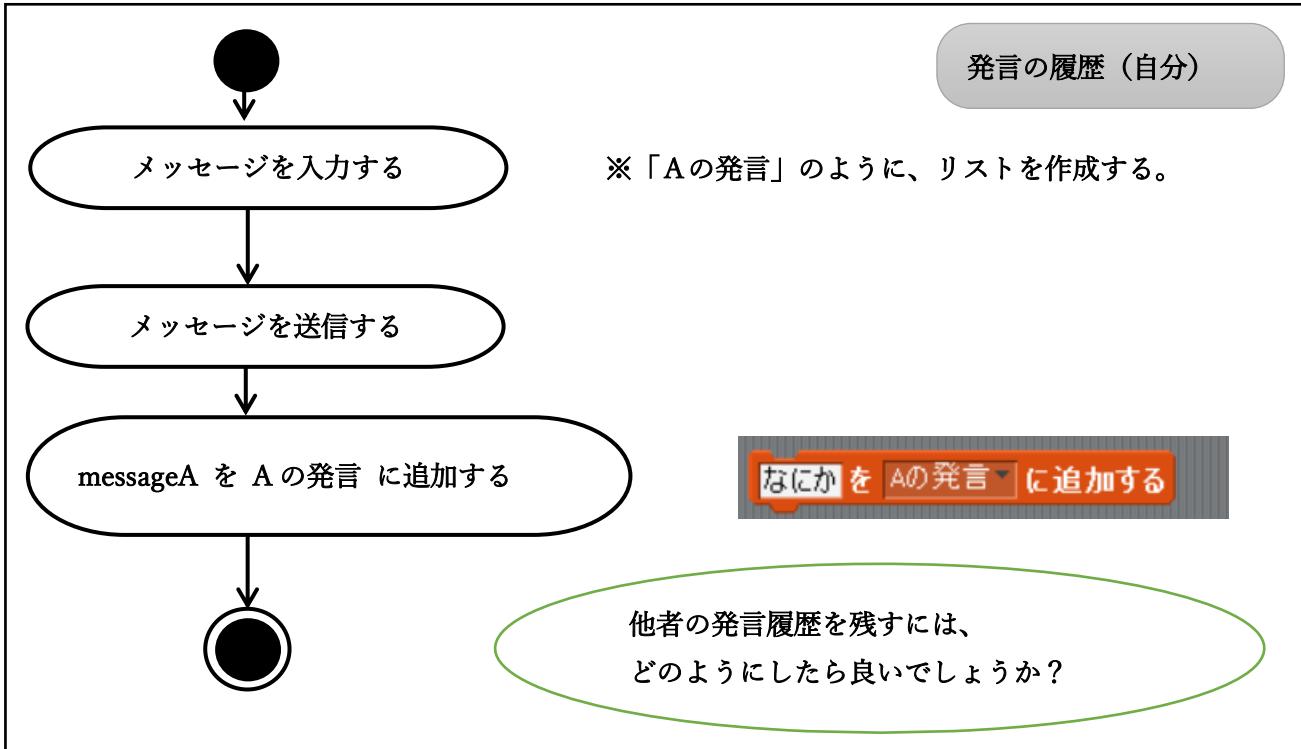 発言の履歴（自分）
メッセージを入力する
※「Aの発言」のように、リストを作成する。
メッセージを送信する
messageA を A の発言 に追加する
なにか を Aの発言 に追加する
他者の発言履歴を残すには、
どのようにしたら良いでしょうか？